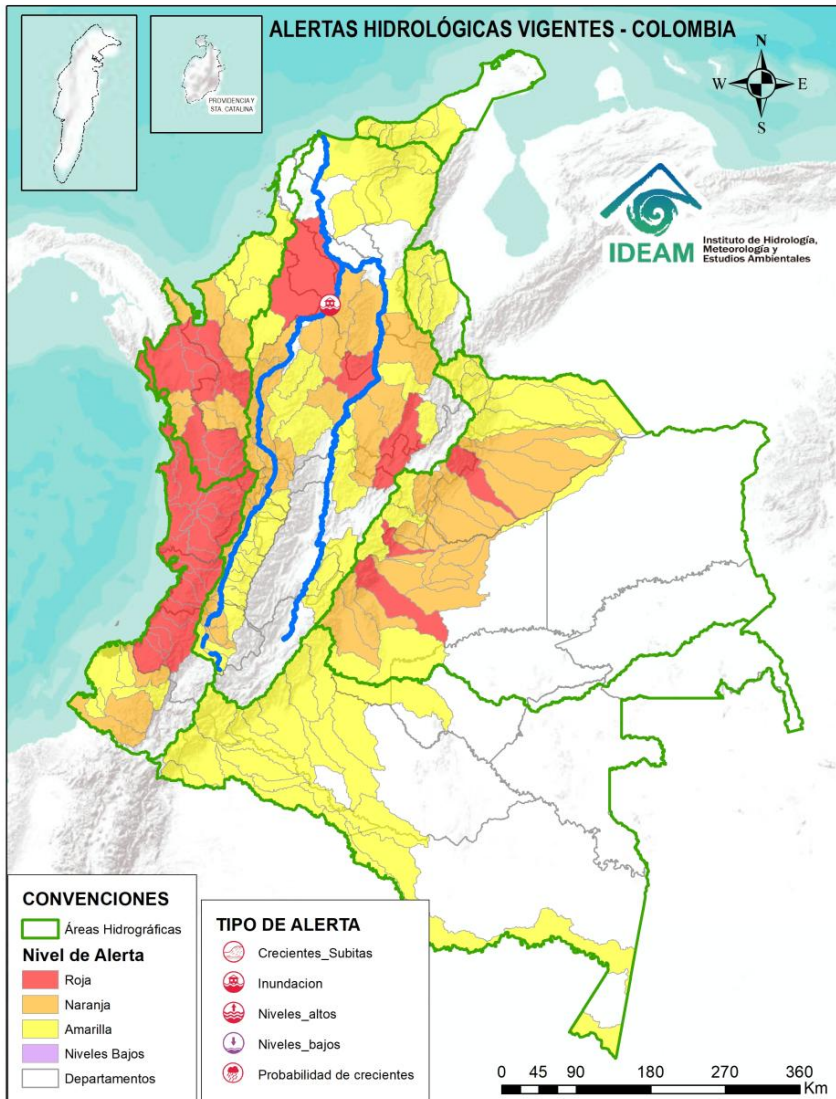 ALERTAS HIDROLÓGICAS VIGENTES - COLOMBIA
PROVIDENCIA Y
STA. CATALINA
N
W
E
S
IDEAM
Instituto de Hidrología,
Meteorología y
Estudios Ambientales
CONVENCIONES
Áreas Hidrográficas
Nivel de Alerta
Roja
Naranja
Amarilla
Niveles Bajos
Departamentos
TIPO DE ALERTA
Crecientes_Subitas
Inundacion
Niveles_altos
Niveles_bajos
Probabilidad de crecientes
0 45 90 180 270 360
Km